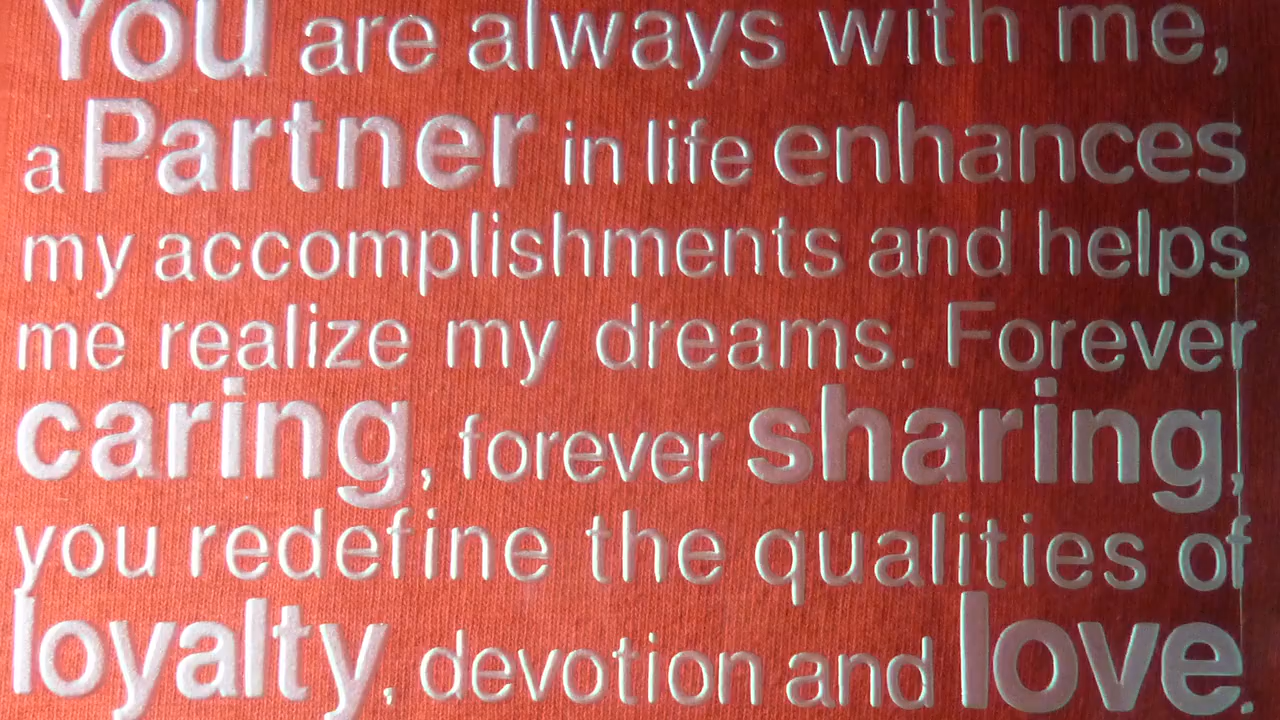 You are always with me,
a Partner in life enhances
my accomplishments and helps
me realize my dreams. Forever
caring, forever sharing,
you redefine the qualities of
loyalty, devotion and love.